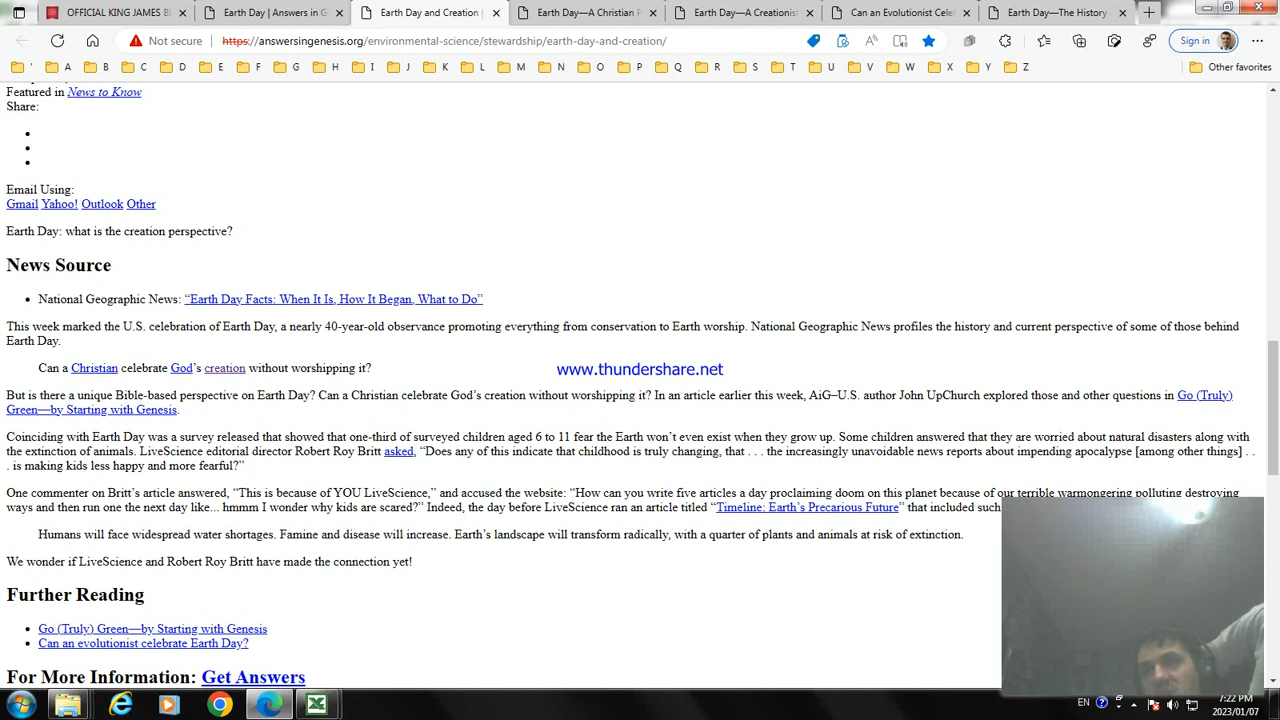 OFFICIAL KING JAMES BI
Earth Day | Answers in G
Earth Day and Creation |
Earth Day—A Christian P
Earth Day—A Creationist
Can an Evolutionist Cele
Earth Day—The History
Not secure
https://answersingenesis.org/environmental-science/stewardship/earth-day-and-creation/
Sign in
' A B C D E F G H I J K L M N O P Q R S T U V W X Y Z Other favorites
Featured in News to Know
Share:
Email Using:
Gmail Yahoo! Outlook Other
Earth Day: what is the creation perspective?
News Source
National Geographic News: “Earth Day Facts: When It Is, How It Began, What to Do”
This week marked the U.S. celebration of Earth Day, a nearly 40-year-old observance promoting everything from conservation to Earth worship. National Geographic News profiles the history and current perspective of some of those behind
Earth Day.
Can a Christian celebrate God’s creation without worshipping it?
www.thundershare.net
But is there a unique Bible-based perspective on Earth Day? Can a Christian celebrate God’s creation without worshipping it? In an article earlier this week, AiG–U.S. author John UpChurch explored those and other questions in Go (Truly)
Green—by Starting with Genesis.
Coinciding with Earth Day was a survey released that showed that one-third of surveyed children aged 6 to 11 fear the Earth won’t even exist when they grow up. Some children answered that they are worried about natural disasters along with
the extinction of animals. LiveScience editorial director Robert Roy Britt asked, “Does any of this indicate that childhood is truly changing, that . . . the increasingly unavoidable news reports about impending apocalypse [among other things] . .
. is making kids less happy and more fearful?”
One commenter on Britt’s article answered, “This is because of YOU LiveScience,” and accused the website: “How can you write five articles a day proclaiming doom on this planet because of our terrible warmongering polluting destroying
ways and then run one the next day like... hmmm I wonder why kids are scared?” Indeed, the day before LiveScience ran an article titled “Timeline: Earth’s Precarious Future” that included such
Humans will face widespread water shortages. Famine and disease will increase. Earth’s landscape will transform radically, with a quarter of plants and animals at risk of extinction.
We wonder if LiveScience and Robert Roy Britt have made the connection yet!
Further Reading
Go (Truly) Green—by Starting with Genesis
Can an evolutionist celebrate Earth Day?
For More Information: Get Answers
EN
7:22 PM
2023/01/07